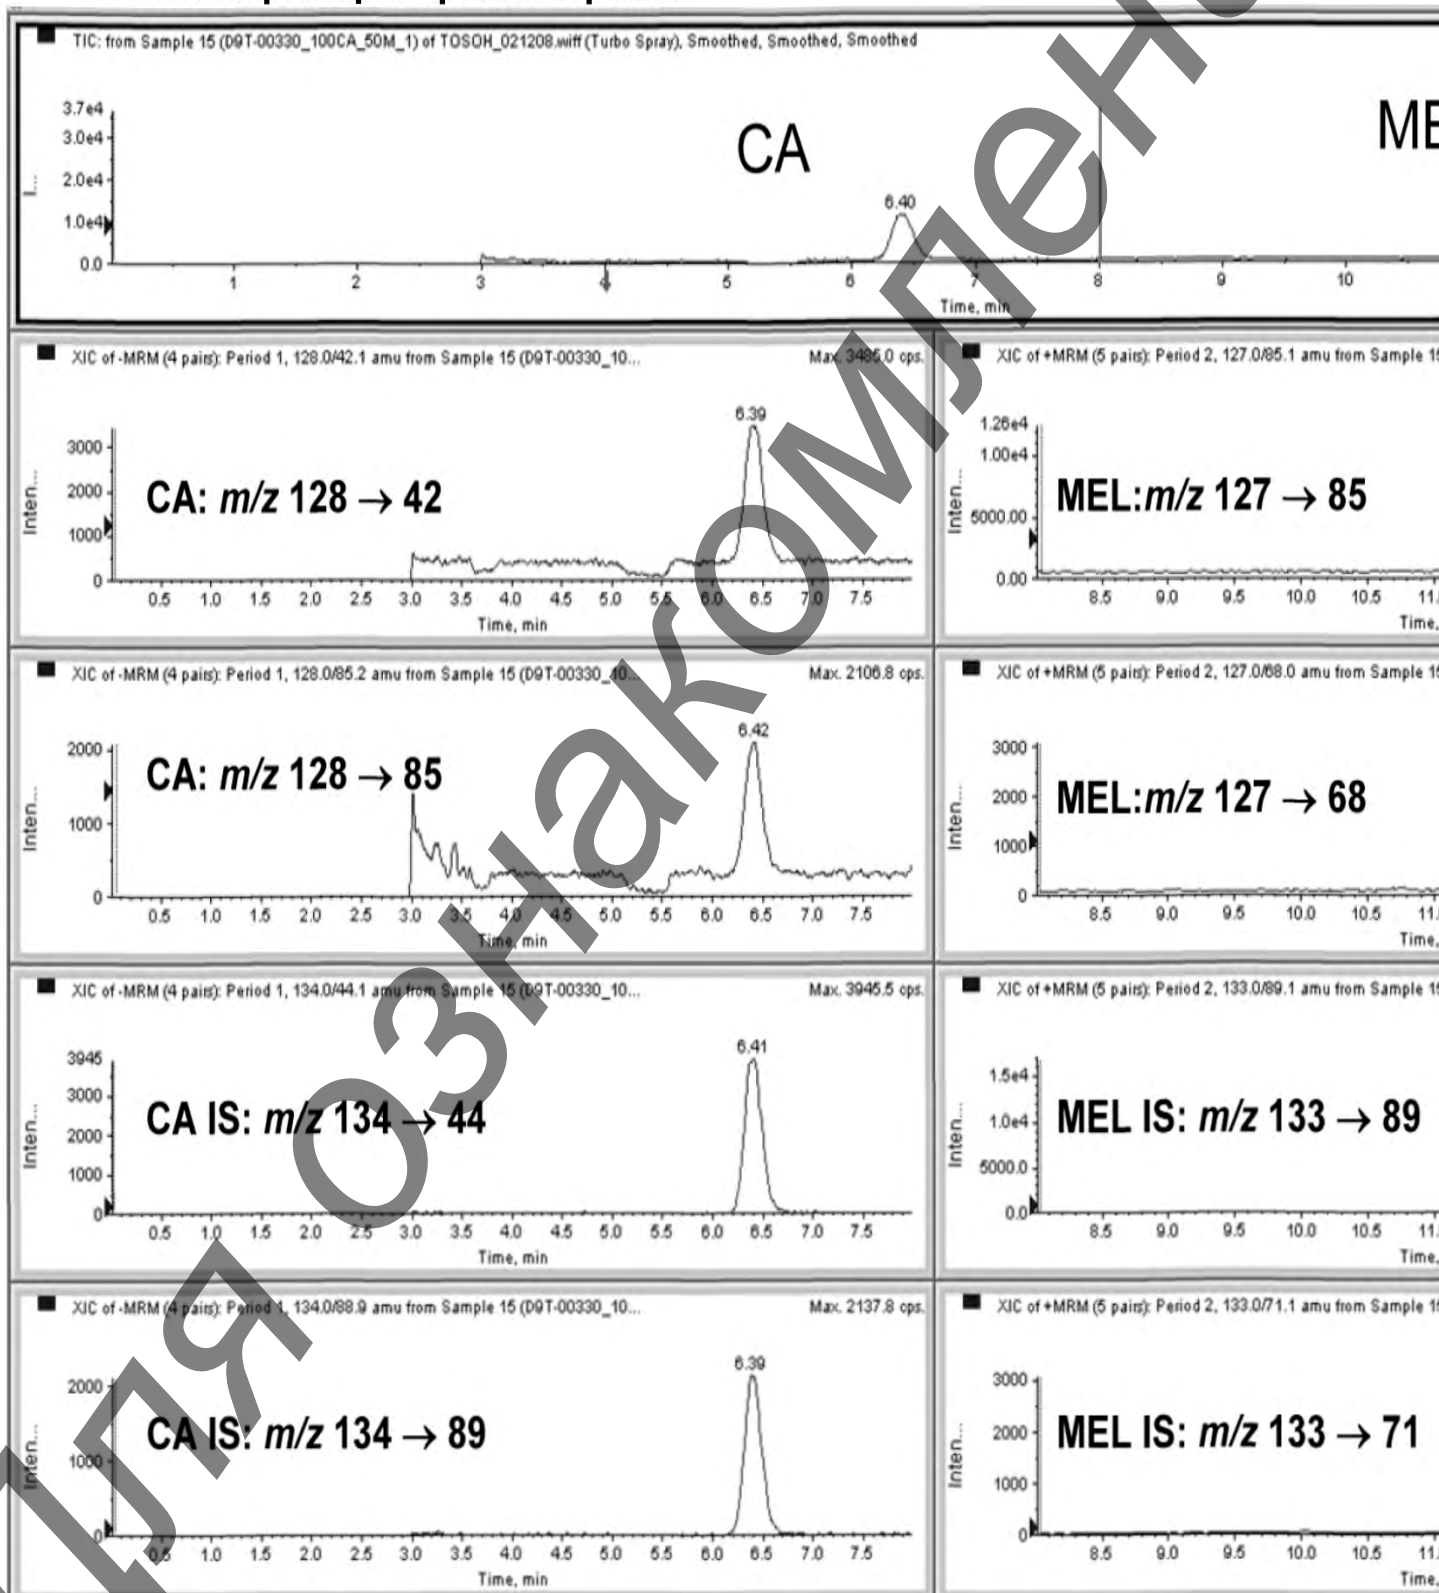 TIC: from Sample 15 (D9T-00330_100CA_50M_1) of TOSOH_021208.wiff (Turbo Spray), Smoothed, Smoothed, Smoothed
3.7e4
3.0e4
2.0e4
1.0e4
0.0
I...
CA
ME
6.40
1 2 3 4 5 6 7 8 9 10
Time, min
XIC of -MRM (4 pairs): Period 1, 128.0/42.1 amu from Sample 15 (D9T-00330_10...
Max. 3485.0 cps.
6.39
3000
2000
1000
0
Inten...
CA: m/z 128 → 42
0.5 1.0 1.5 2.0 2.5 3.0 3.5 4.0 4.5 5.0 5.5 6.0 6.5 7.0 7.5
Time, min
XIC of +MRM (5 pairs): Period 2, 127.0/85.1 amu from Sample 15
1.26e4
1.00e4
5000.00
0.00
Inten...
MEL:m/z 127 → 85
8.5 9.0 9.5 10.0 10.5 11.
Time,
XIC of -MRM (4 pairs): Period 1, 128.0/85.2 amu from Sample 15 (D9T-00330_10...
Max. 2106.8 cps.
6.42
2000
1000
0
Inten...
CA: m/z 128 → 85
0.5 1.0 1.5 2.0 2.5 3.0 3.5 4.0 4.5 5.0 5.5 6.0 6.5 7.0 7.5
Time, min
XIC of +MRM (5 pairs): Period 2, 127.0/68.0 amu from Sample 15
3000
2000
1000
0
Inten...
MEL:m/z 127 → 68
8.5 9.0 9.5 10.0 10.5 11.
Time,
XIC of -MRM (4 pairs): Period 1, 134.0/44.1 amu from Sample 15 (D9T-00330_10...
Max. 3945.5 cps.
6.41
3945
3000
2000
1000
0
Inten...
CA IS: m/z 134 → 44
0.5 1.0 1.5 2.0 2.5 3.0 3.5 4.0 4.5 5.0 5.5 6.0 6.5 7.0 7.5
Time, min
XIC of +MRM (5 pairs): Period 2, 133.0/89.1 amu from Sample 15
1.5e4
1.0e4
5000.0
0.0
Inten...
MEL IS: m/z 133 → 89
8.5 9.0 9.5 10.0 10.5 11.
Time,
XIC of -MRM (4 pairs): Period 1, 134.0/88.9 amu from Sample 15 (D9T-00330_10...
Max. 2137.8 cps.
6.39
2000
1000
0
Inten...
CA IS: m/z 134 → 89
0.5 1.0 1.5 2.0 2.5 3.0 3.5 4.0 4.5 5.0 5.5 6.0 6.5 7.0 7.5
Time, min
XIC of +MRM (5 pairs): Period 2, 133.0/71.1 amu from Sample 15
3000
2000
1000
0
Inten...
MEL IS: m/z 133 → 71
8.5 9.0 9.5 10.0 10.5 11.
Time,
Для ознакомлен